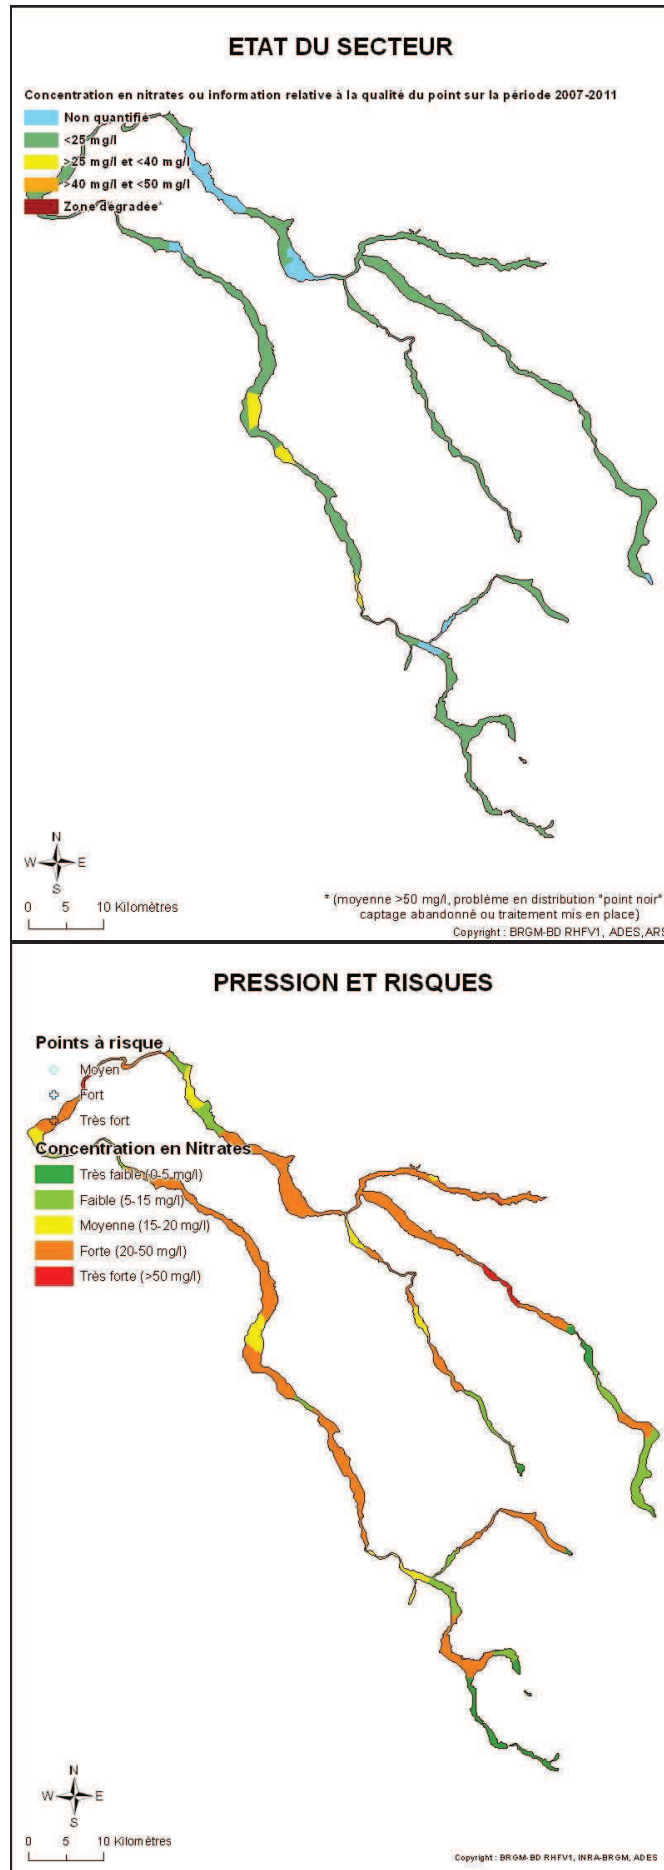 ETAT DU SECTEUR
Concentration en nitrates ou information relative à la qualité du point sur la période 2007-2011
Non quantifié
<25 mg/l
>25 mg/l et <40 mg/l
>40 mg/l et <50 mg/l
Zone dégradée*
N
W E
S
0 5 10 Kilomètres
* (moyenne >50 mg/l, problème en distribution "point noir"
captage abandonné ou traitement mis en place)
Copyright : BRGM-BD RHFV1, ADES,ARS
PRESSION ET RISQUES
Points à risque
Moyen
Fort
Très fort
Concentration en Nitrates
Très faible (0-5 mg/l)
Faible (5-15 mg/l)
Moyenne (15-20 mg/l)
Forte (20-50 mg/l)
Très forte (>50 mg/l)
N
W E
S
0 5 10 Kilomètres
Copyright : BRGM-BD RHFV1, INRA-BRGM, ADES